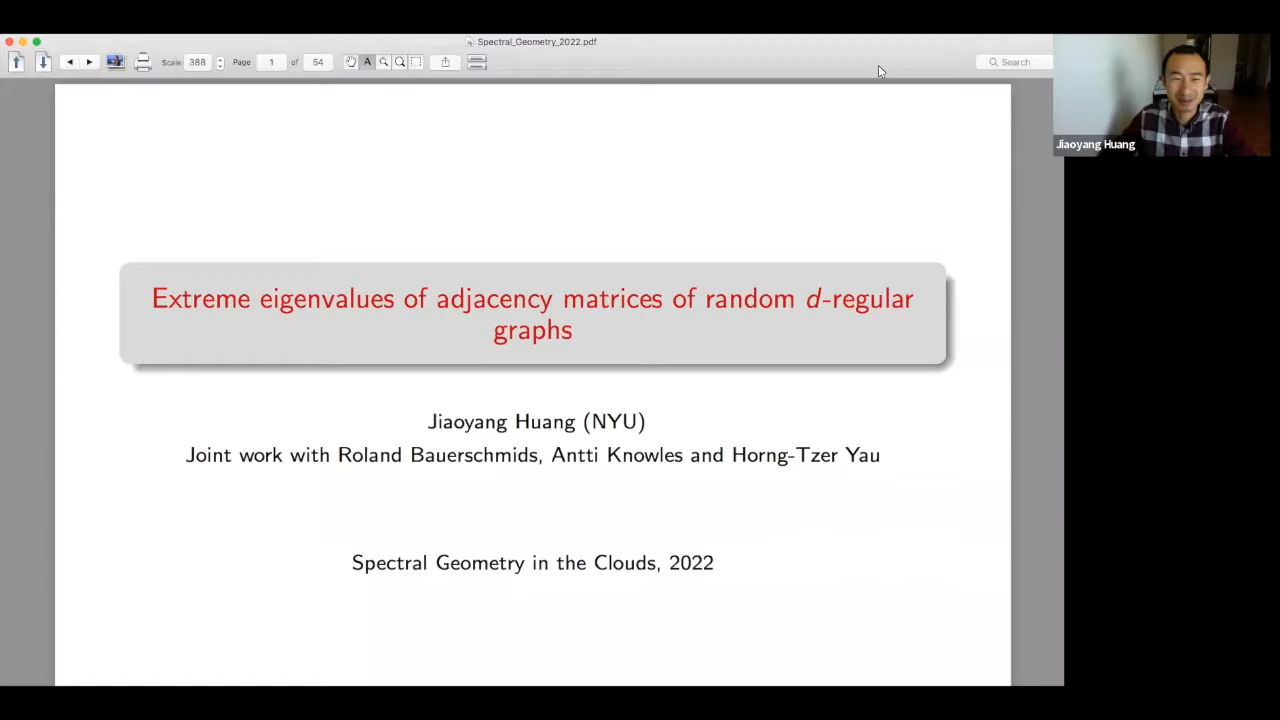 Spectral_Geometry_2022.pdf
Scale 388 Page 1 of 54 A Search
Jiaoyang Huang
Extreme eigenvalues of adjacency matrices of random d-regular
graphs
Jiaoyang Huang (NYU)
Joint work with Roland Bauerschmids, Antti Knowles and Horng-Tzer Yau
Spectral Geometry in the Clouds, 2022